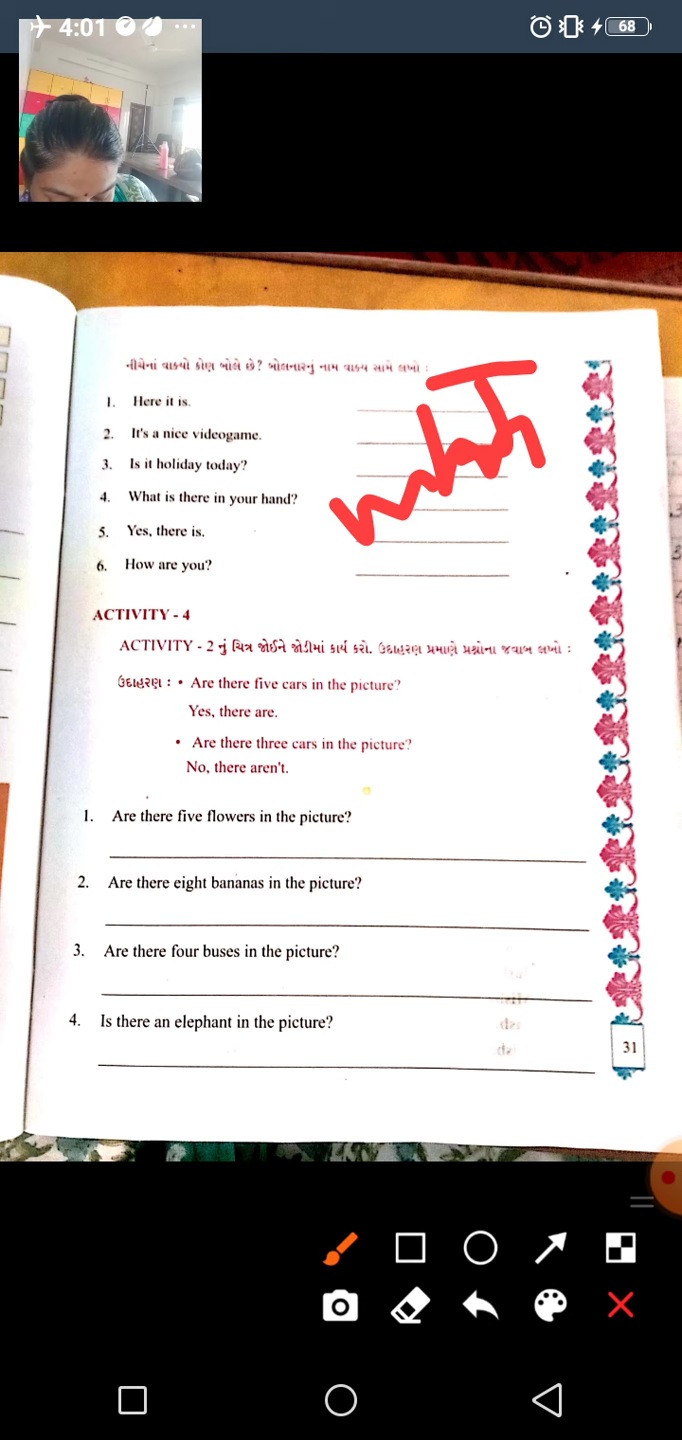 4:01
68
નીચેનાં વાક્યો કોણ બોલે છે? બોલનારનું નામ વાક્ય સામે લખો :
1. Here it is.
2. It's a nice videogame.
3. Is it holiday today?
4. What is there in your hand?
5. Yes, there is.
6. How are you?
ACTIVITY - 4
ACTIVITY - 2 નું ચિત્ર જોઈને જોડીમાં કાર્ય કરો. ઉદાહરણ પ્રમાણે પ્રશ્નોના જવાબ લખો :
ઉદાહરણ : • Are there five cars in the picture?
Yes, there are.
• Are there three cars in the picture?
No, there aren't.
1. Are there five flowers in the picture?
2. Are there eight bananas in the picture?
3. Are there four buses in the picture?
4. Is there an elephant in the picture?
31